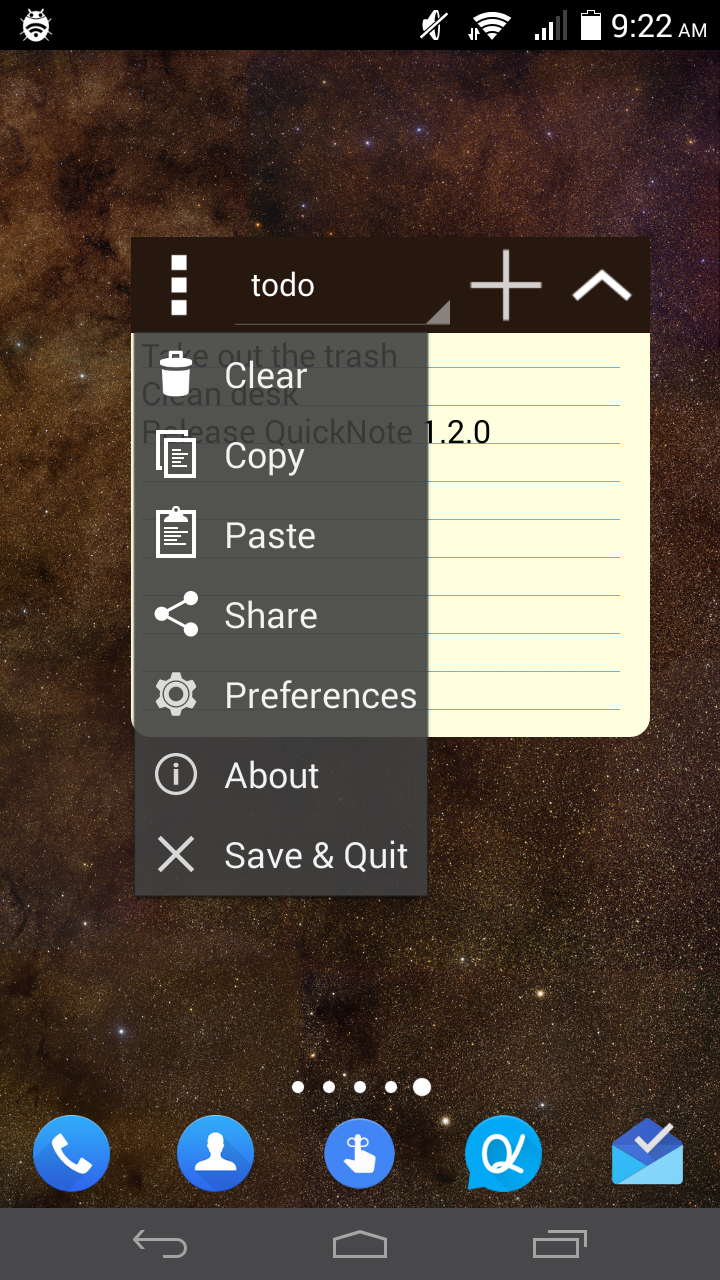 9:22 AM
todo
Take out the trash
Clean desk
Release QuickNote 1.2.0
Clear
Copy
Paste
Share
Preferences
About
Save & Quit